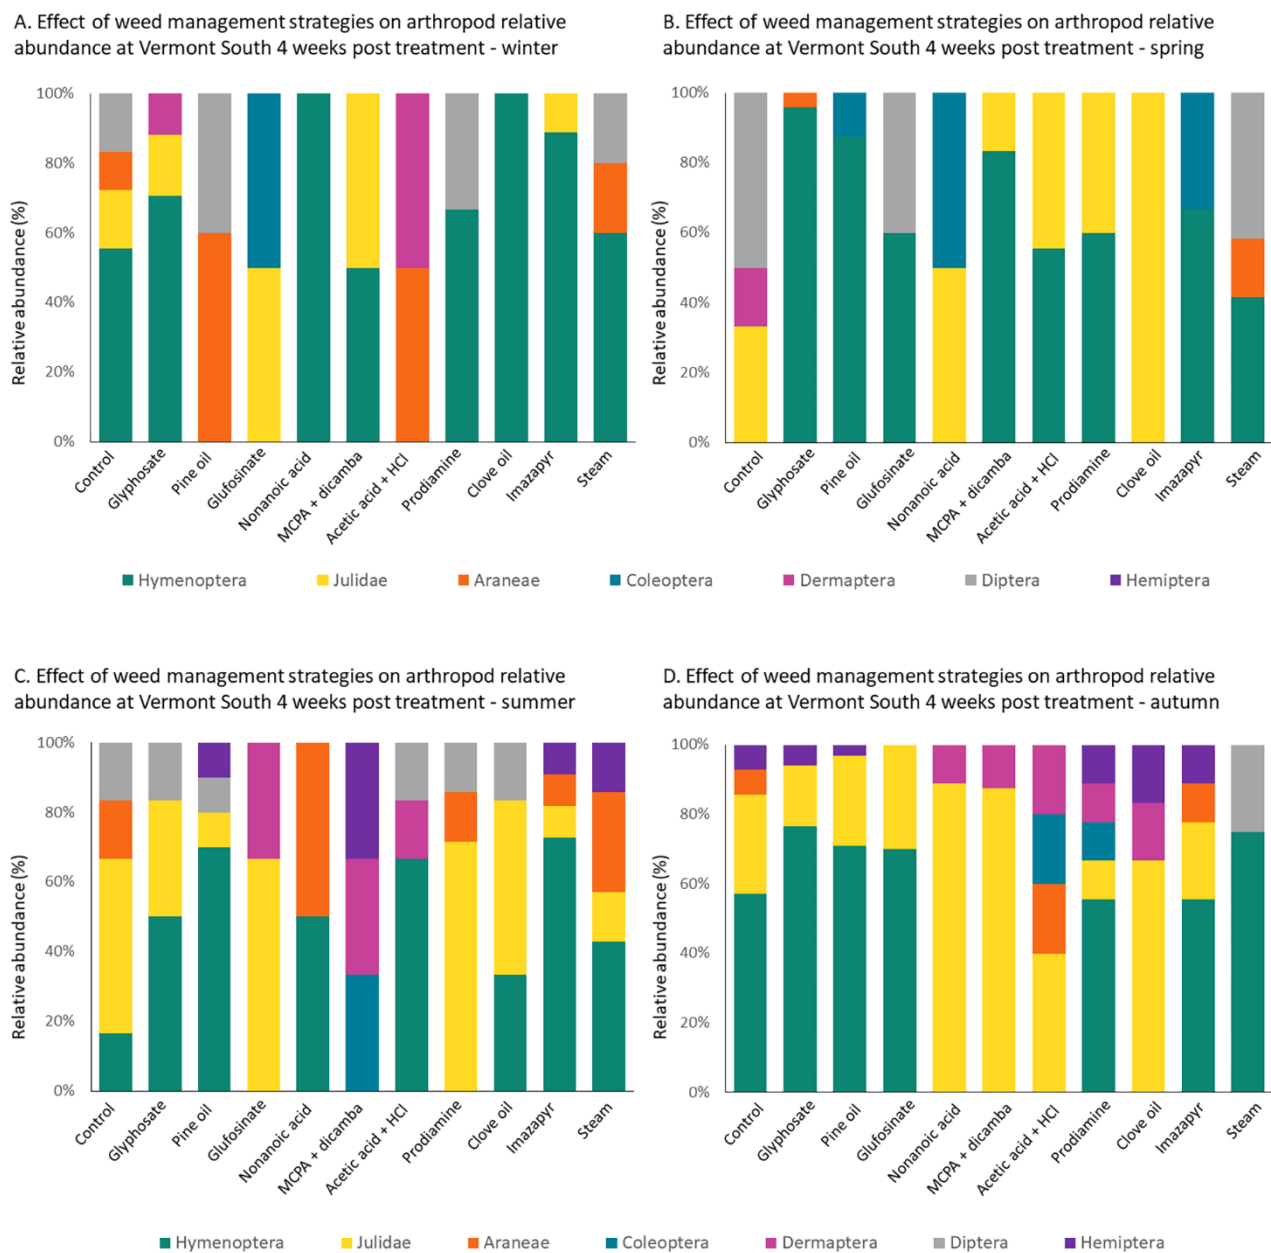 A. Effect of weed management strategies on arthropod relative
abundance at Vermont South 4 weeks post treatment - winter
100%
80%
60%
40%
20%
0%
Relative abundance (%)
Control
Glyphosate
Pine oil
Glufosinate
Nonanoic acid
MCPA + dicamba
Acetic acid + HCl
Prodiamine
Clove oil
Imazapyr
Steam
B. Effect of weed management strategies on arthropod relative
abundance at Vermont South 4 weeks post treatment - spring
100%
80%
60%
40%
20%
0%
Relative abundance (%)
Control
Glyphosate
Pine oil
Glufosinate
Nonanoic acid
MCPA + dicamba
Acetic acid + HCl
Prodiamine
Clove oil
Imazapyr
Steam
Hymenoptera Julidae Araneae Coleoptera Dermaptera Diptera Hemiptera
C. Effect of weed management strategies on arthropod relative
abundance at Vermont South 4 weeks post treatment - summer
100%
80%
60%
40%
20%
0%
Relative abundance (%)
Control
Glyphosate
Pine oil
Glufosinate
Nonanoic acid
MCPA + dicamba
Acetic acid + HCl
Prodiamine
Clove oil
Imazapyr
Steam
D. Effect of weed management strategies on arthropod relative
abundance at Vermont South 4 weeks post treatment - autumn
100%
80%
60%
40%
20%
0%
Relative abundance (%)
Control
Glyphosate
Pine oil
Glufosinate
Nonanoic acid
MCPA + dicamba
Acetic acid + HCl
Prodiamine
Clove oil
Imazapyr
Steam
Hymenoptera Julidae Araneae Coleoptera Dermaptera Diptera Hemiptera